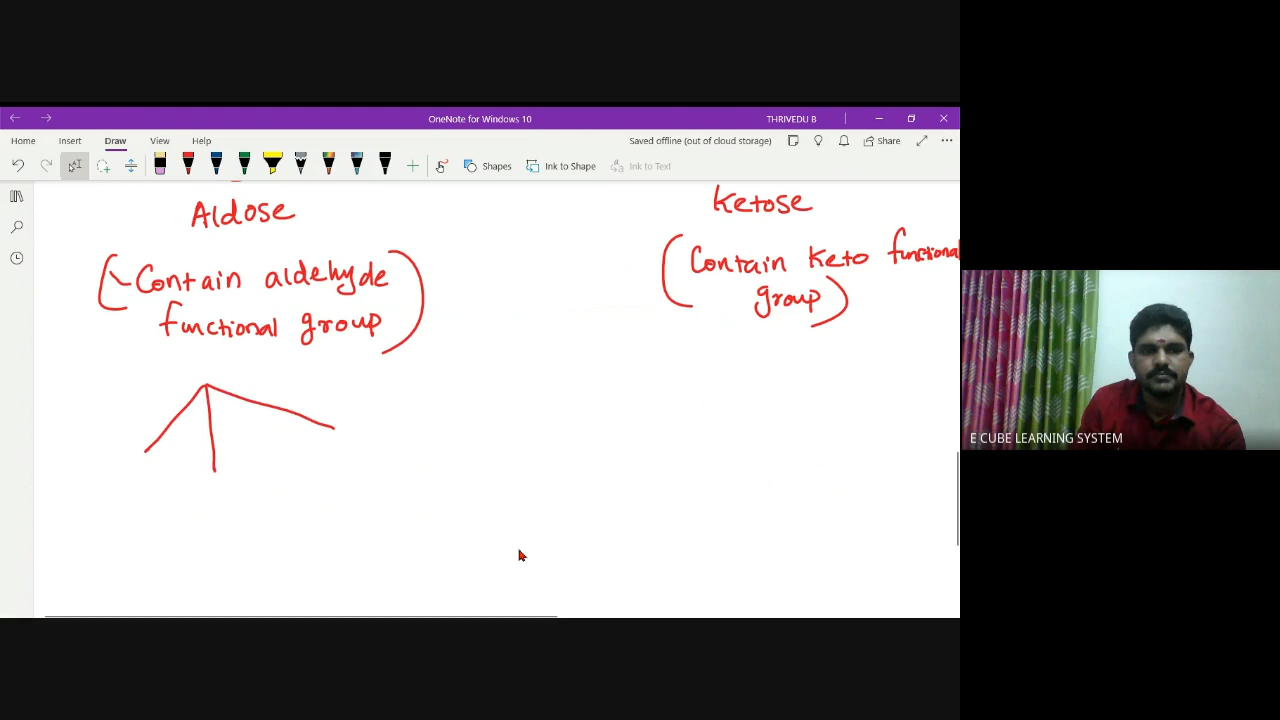 OneNote for Windows 10
THRIVEDU B
Home Insert Draw View Help
Saved offline (out of cloud storage)
Share
Shapes
Ink to Shape
Ink to Text
Aldose
Contain aldehyde
functional group
Ketose
Contain keto functional
group
E CUBE LEARNING SYSTEM